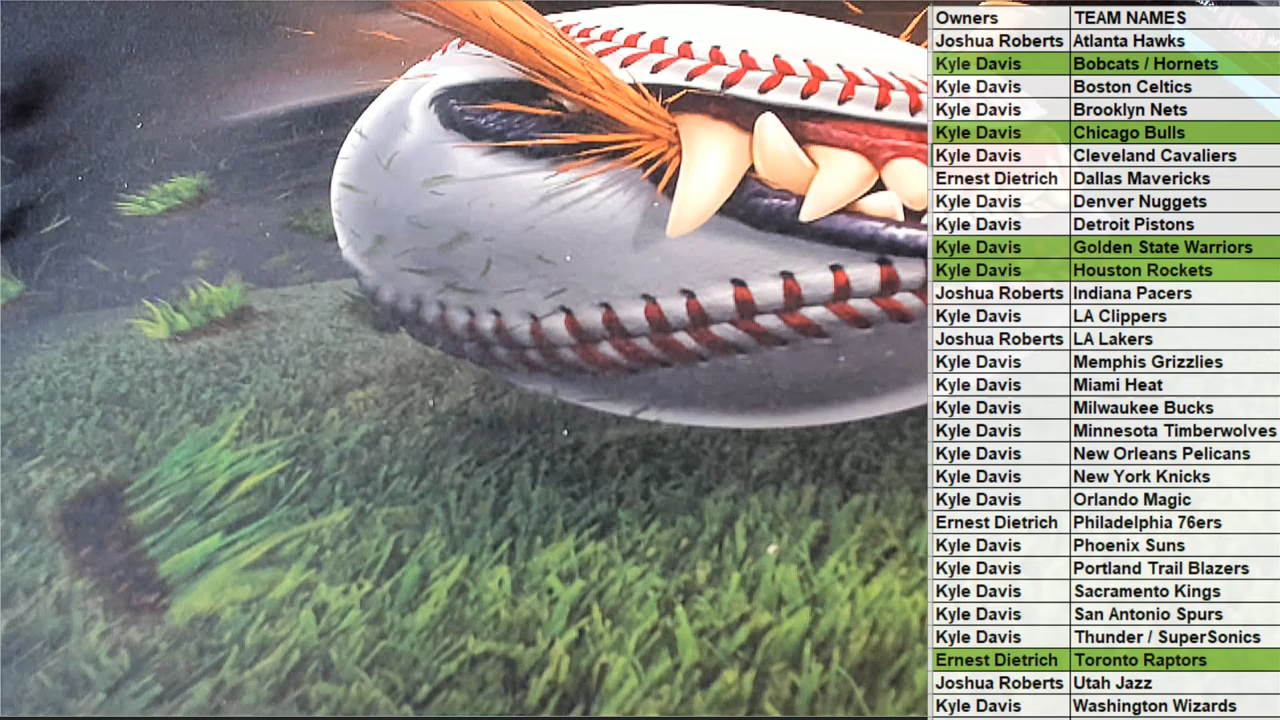 Owners TEAM NAMES
Joshua Roberts Atlanta Hawks
Kyle Davis Bobcats / Hornets
Kyle Davis Boston Celtics
Kyle Davis Brooklyn Nets
Kyle Davis Chicago Bulls
Kyle Davis Cleveland Cavaliers
Ernest Dietrich Dallas Mavericks
Kyle Davis Denver Nuggets
Kyle Davis Detroit Pistons
Kyle Davis Golden State Warriors
Kyle Davis Houston Rockets
Joshua Roberts Indiana Pacers
Kyle Davis LA Clippers
Joshua Roberts LA Lakers
Kyle Davis Memphis Grizzlies
Kyle Davis Miami Heat
Kyle Davis Milwaukee Bucks
Kyle Davis Minnesota Timberwolves
Kyle Davis New Orleans Pelicans
Kyle Davis New York Knicks
Kyle Davis Orlando Magic
Ernest Dietrich Philadelphia 76ers
Kyle Davis Phoenix Suns
Kyle Davis Portland Trail Blazers
Kyle Davis Sacramento Kings
Kyle Davis San Antonio Spurs
Kyle Davis Thunder / SuperSonics
Ernest Dietrich Toronto Raptors
Joshua Roberts Utah Jazz
Kyle Davis Washington Wizards